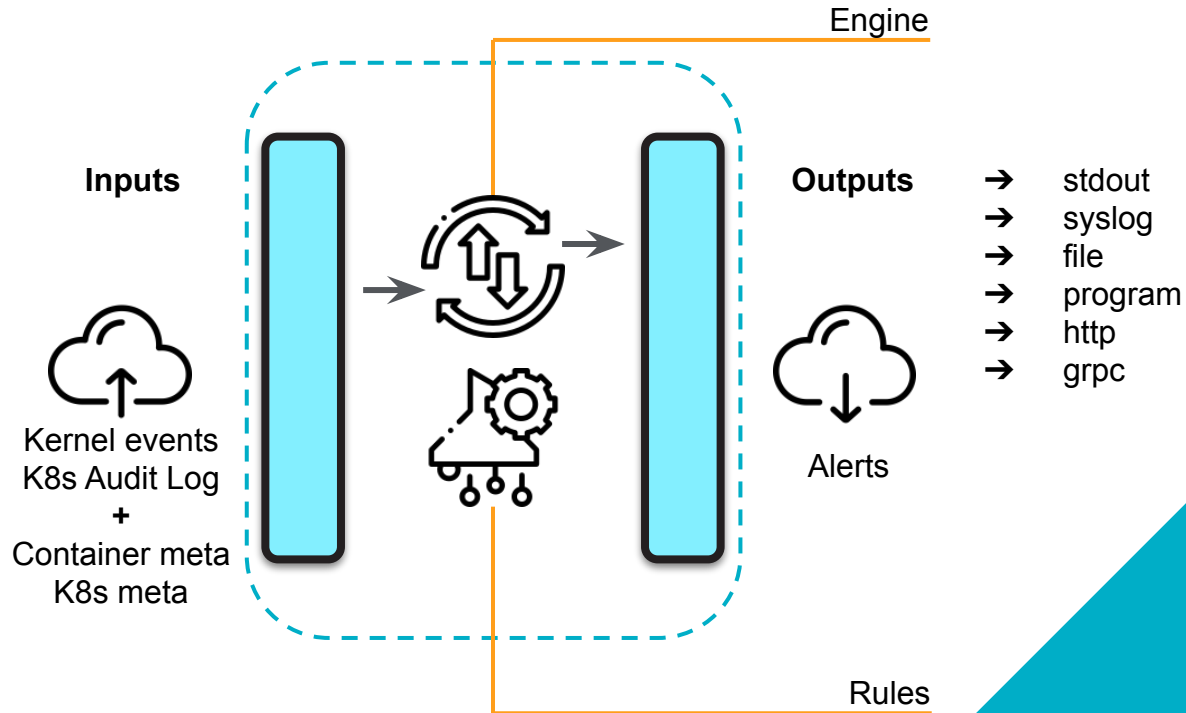 Engine
Inputs
Kernel events
K8s Audit Log
+
Container meta
K8s meta
Outputs
Alerts
➔ stdout
➔ syslog
➔ file
➔ program
➔ http
➔ grpc
Rules